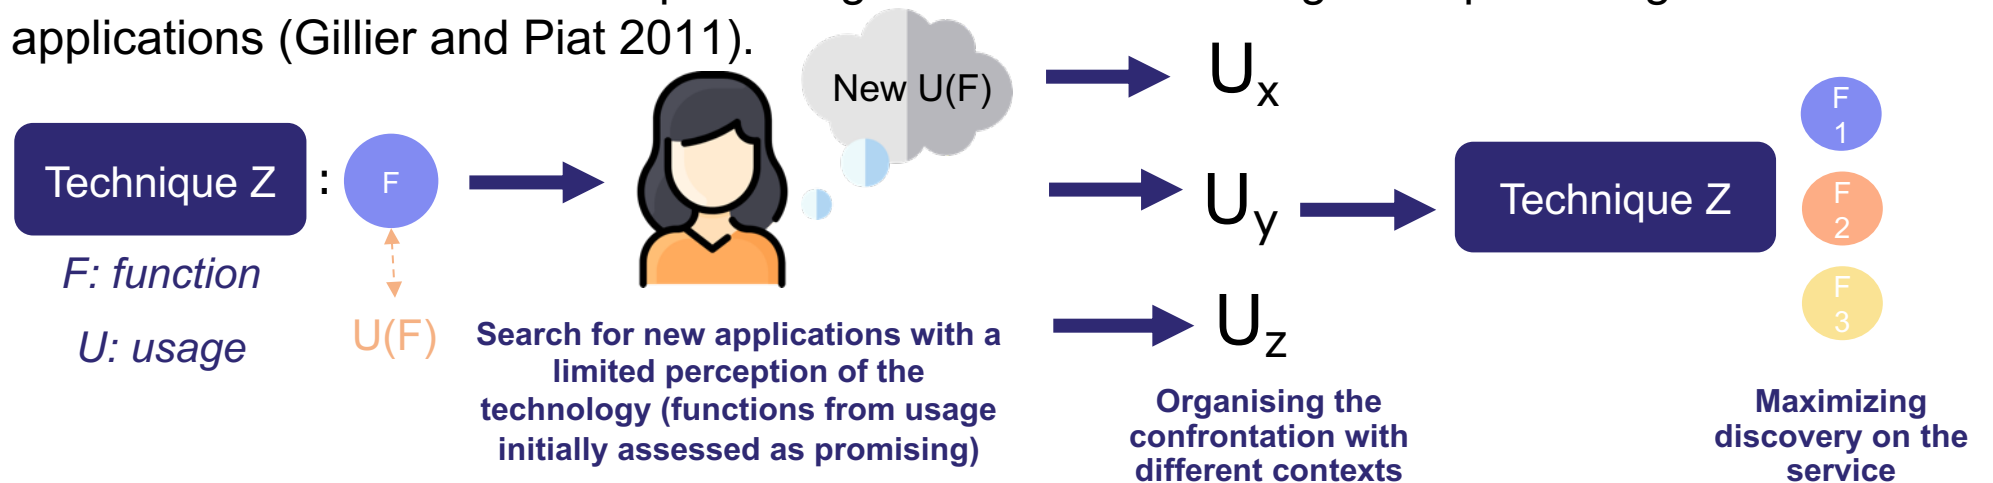 applications (Gillier and Piat 2011).
New U(F)
Technique Z : F
F: function
U: usage
U(F)
Search for new applications with a
limited perception of the
technology (functions from usage
initially assessed as promising)
Ux
Uy
Uz
Organising the
confrontation with
different contexts
Technique Z
F
1
F
2
F
3
Maximizing
discovery on the
service